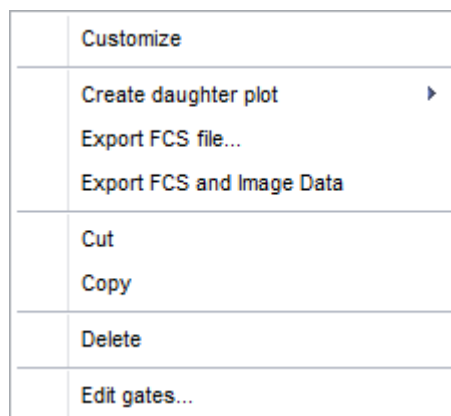 Customize
Create daughter plot
Export FCS file...
Export FCS and Image Data
Cut
Copy
Delete
Edit gates...